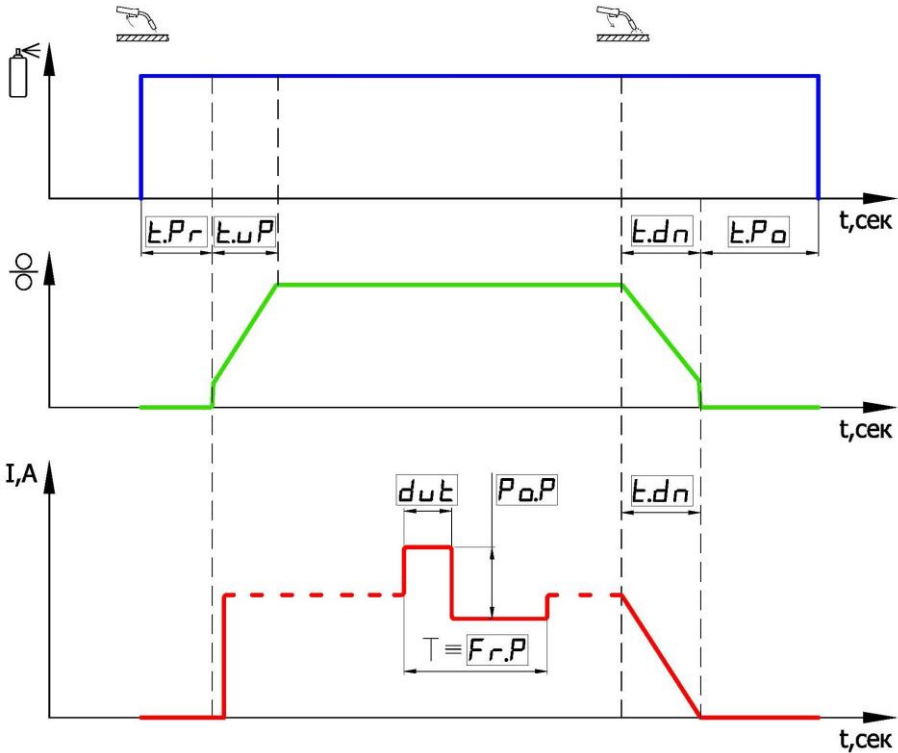 t.Pr t.uP t.dn t.Po t,сек
t,сек
I,A
dut Po.P t.dn
T ≡ Fr.P
t,сек